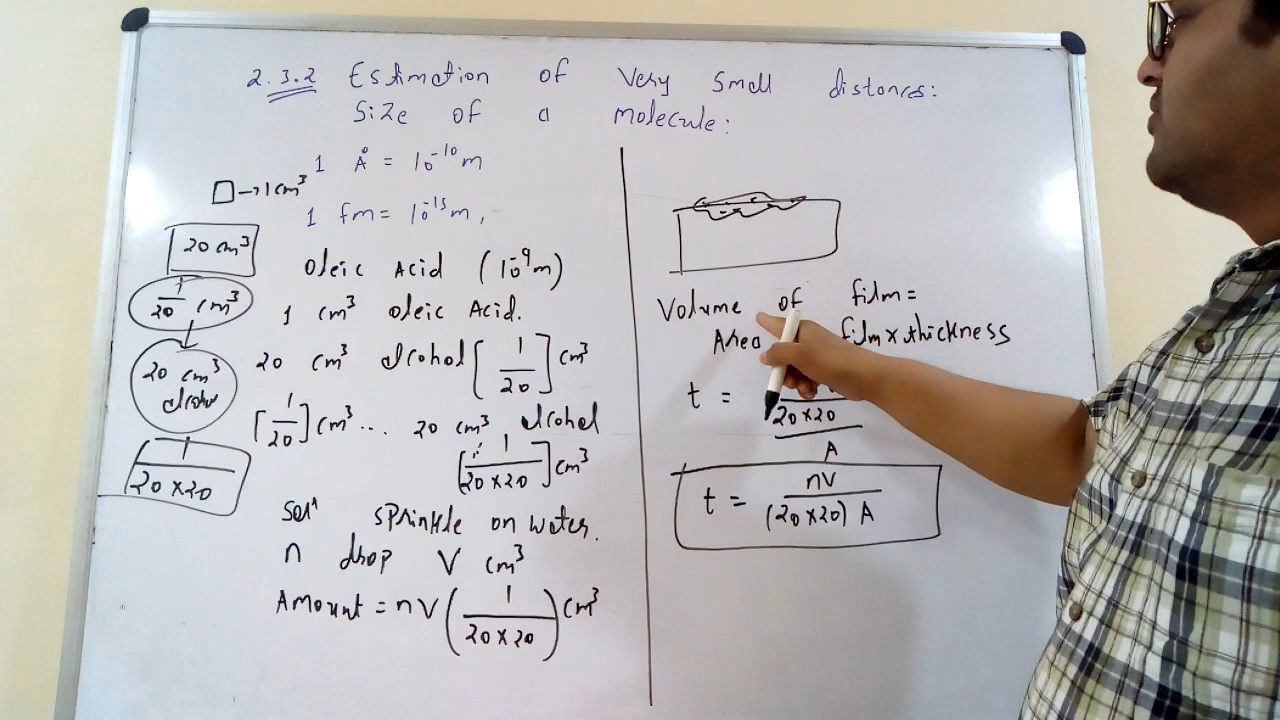 2.3.2 Estimation of Very Small distances:
Size of a molecule:
1 Å = 10⁻¹⁰ m
□→1 cm³
1 fm = 10⁻¹⁵ m,
20 cm³
Oleic Acid (10⁻⁹ m)
1/20 cm³
1 cm³ oleic Acid.
20 cm³ alcohol [1/20] cm³
20 cm³
alcohol
[1/20] cm³ ... 20 cm³ alcohol
[1/(20×20)] cm³
1/(20×20)
Solⁿ sprinkle on water.
n drop V cm³
Amount = nV(1/(20×20)) cm³
Volume of film =
Area film × thickness
t = /(20×20)
A
t = nV/((20×20) A)